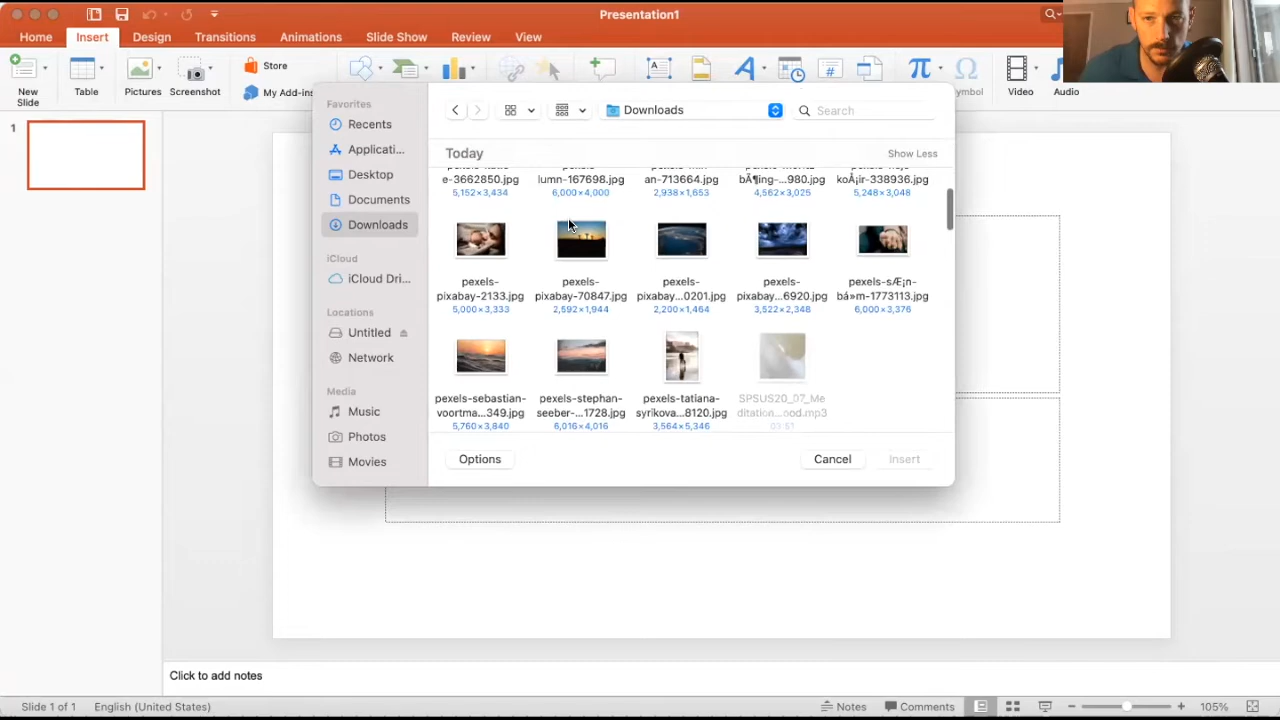 Presentation1
Home Insert Design Transitions Animations Slide Show Review View
New Slide
Table
Pictures
Screenshot
Store
My Add-ins
Video
Audio
Favorites
Recents
Applicati...
Desktop
Documents
Downloads
iCloud
iCloud Dri...
Locations
Untitled
Network
Media
Music
Photos
Movies
Downloads
Search
Today
Show Less
e-3662850.jpg lumn-167698.jpg an-713664.jpg bÃ¶ing-...980.jpg koÅ¡ir-338936.jpg
5,152×3,434 6,000×4,000 2,938×1,653 4,562×3,025 5,248×3,048
pexels- pexels- pexels- pexels- pexels-sÆ¡n-
pixabay-2133.jpg pixabay-70847.jpg pixabay...0201.jpg pixabay...6920.jpg bá»m-1773113.jpg
5,000×3,333 2,592×1,944 2,200×1,464 3,522×2,348 6,000×3,376
pexels-sebastian- pexels-stephan- pexels-tatiana- SPSUS20_07_Me
voortma...349.jpg seeber-...1728.jpg syrikova...8120.jpg ditation...ood.mp3
5,760×3,840 6,016×4,016 3,564×5,346 03:51
Options
Cancel
Insert
1
Click to add notes
Slide 1 of 1
English (United States)
Notes
Comments
105%